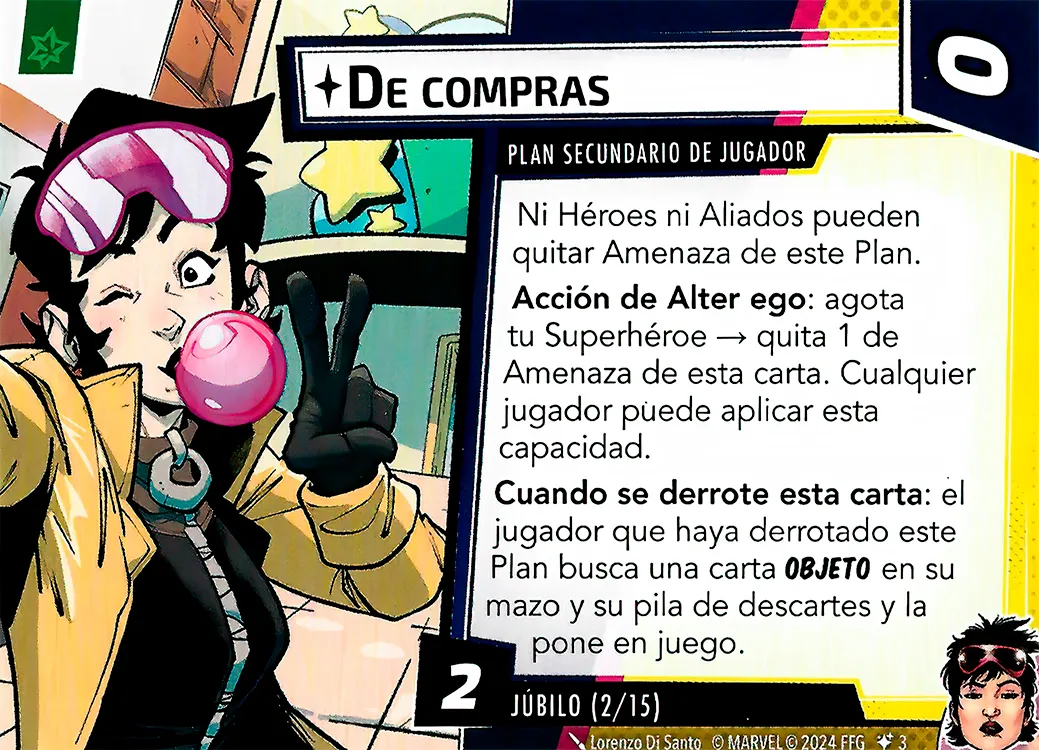 DE COMPRAS
0
PLAN SECUNDARIO DE JUGADOR
Ni Héroes ni Aliados pueden
quitar Amenaza de este Plan.
Acción de Alter ego: agota
tu Superhéroe → quita 1 de
Amenaza de esta carta. Cualquier
jugador puede aplicar esta
capacidad.
Cuando se derrote esta carta: el
jugador que haya derrotado este
Plan busca una carta OBJETO en su
mazo y su pila de descartes y la
pone en juego.
2
JÚBILO (2/15)
Lorenzo Di Santo © MARVEL © 2024 FFG 3